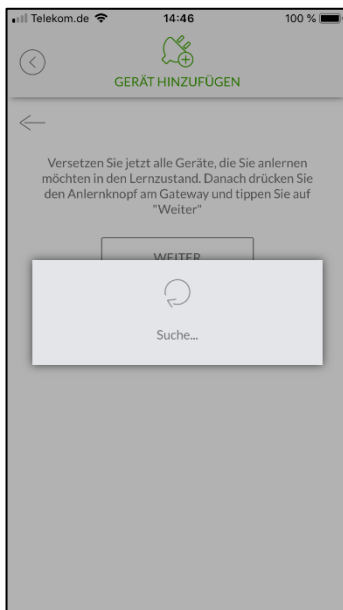 Telekom.de 14:46 100 %
GERÄT HINZUFÜGEN
Versetzen Sie jetzt alle Geräte, die Sie anlernen
möchten in den Lernzustand. Danach drücken Sie
den Anlernknopf am Gateway und tippen Sie auf
"Weiter"
WEITER
Suche...